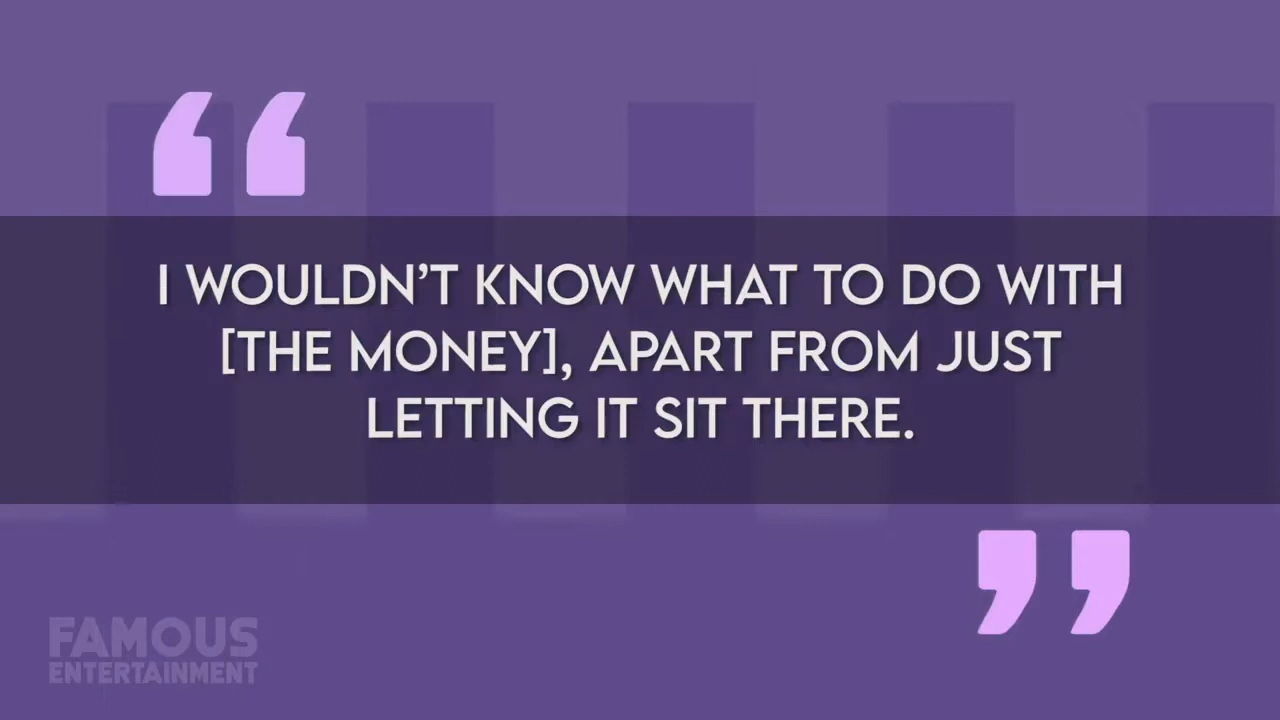 “
I WOULDN’T KNOW WHAT TO DO WITH
[THE MONEY], APART FROM JUST
LETTING IT SIT THERE.
”
FAMOUS
ENTERTAINMENT